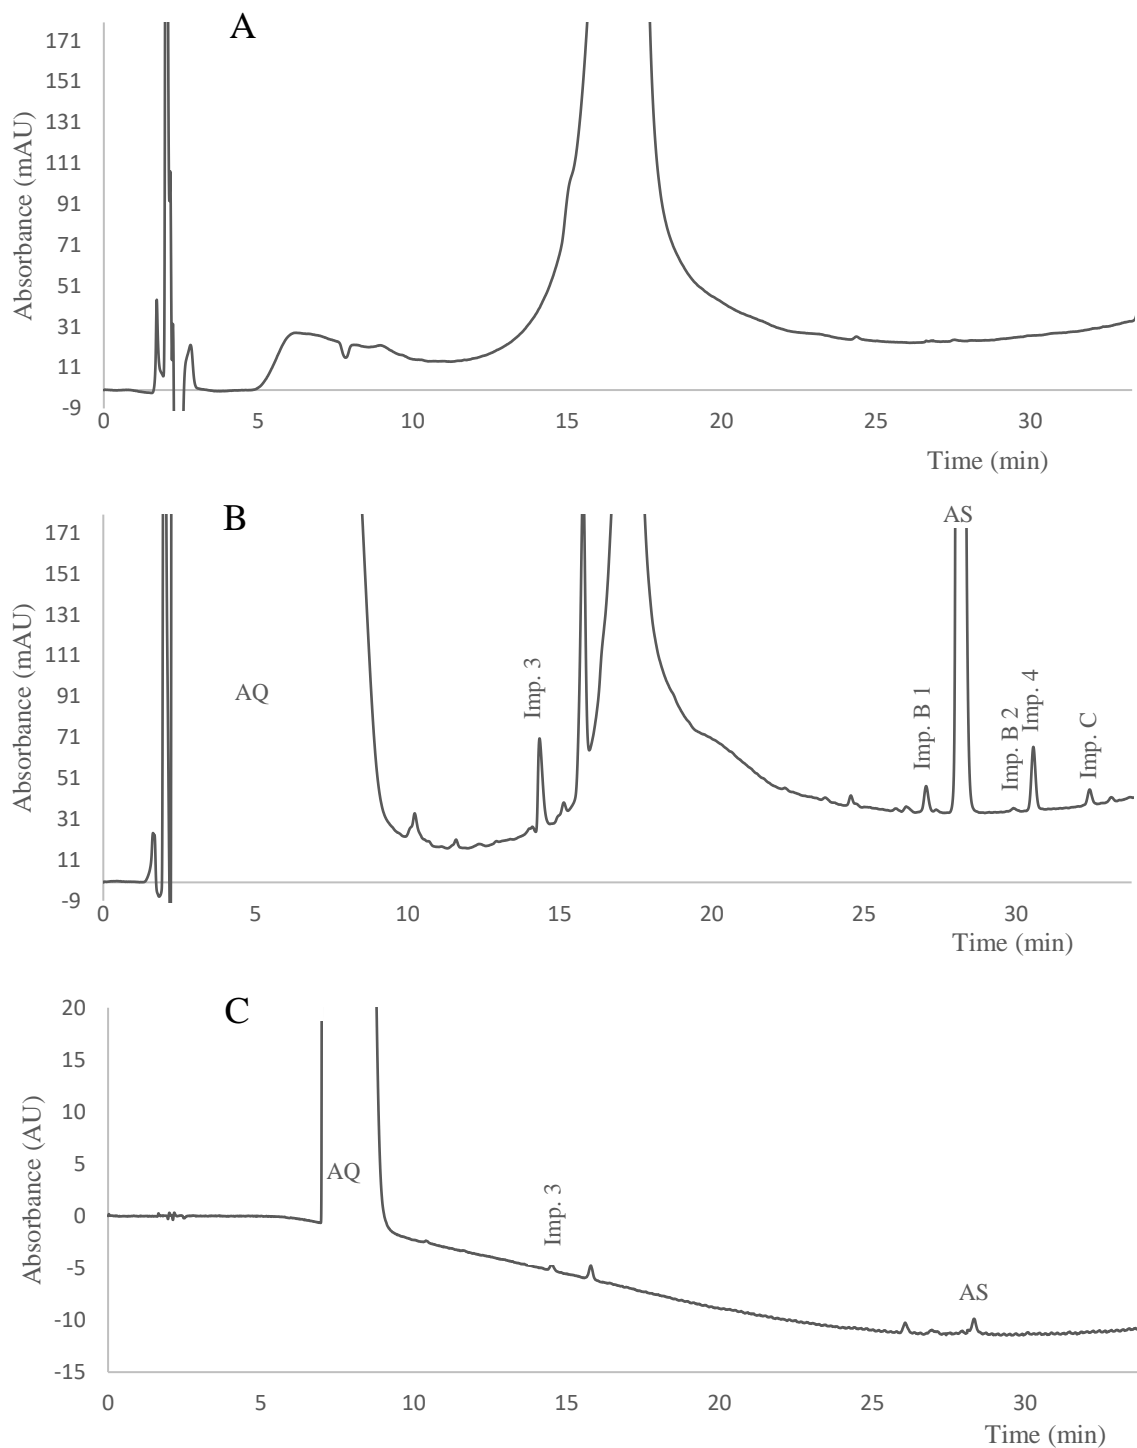 A
171
151
131
111
91
71
51
31
11
-9
Absorbance (mAU)
0 5 10 15 20 25 30
Time (min)
B
171
151
131
111
91
71
51
31
11
-9
Absorbance (mAU)
AQ
Imp. 3
Imp. B 1
AS
Imp. B 2
Imp. 4
Imp. C
0 5 10 15 20 25 30
Time (min)
C
20
15
10
5
0
-5
-10
-15
Absorbance (AU)
AQ
Imp. 3
AS
0 5 10 15 20 25 30
Time (min)